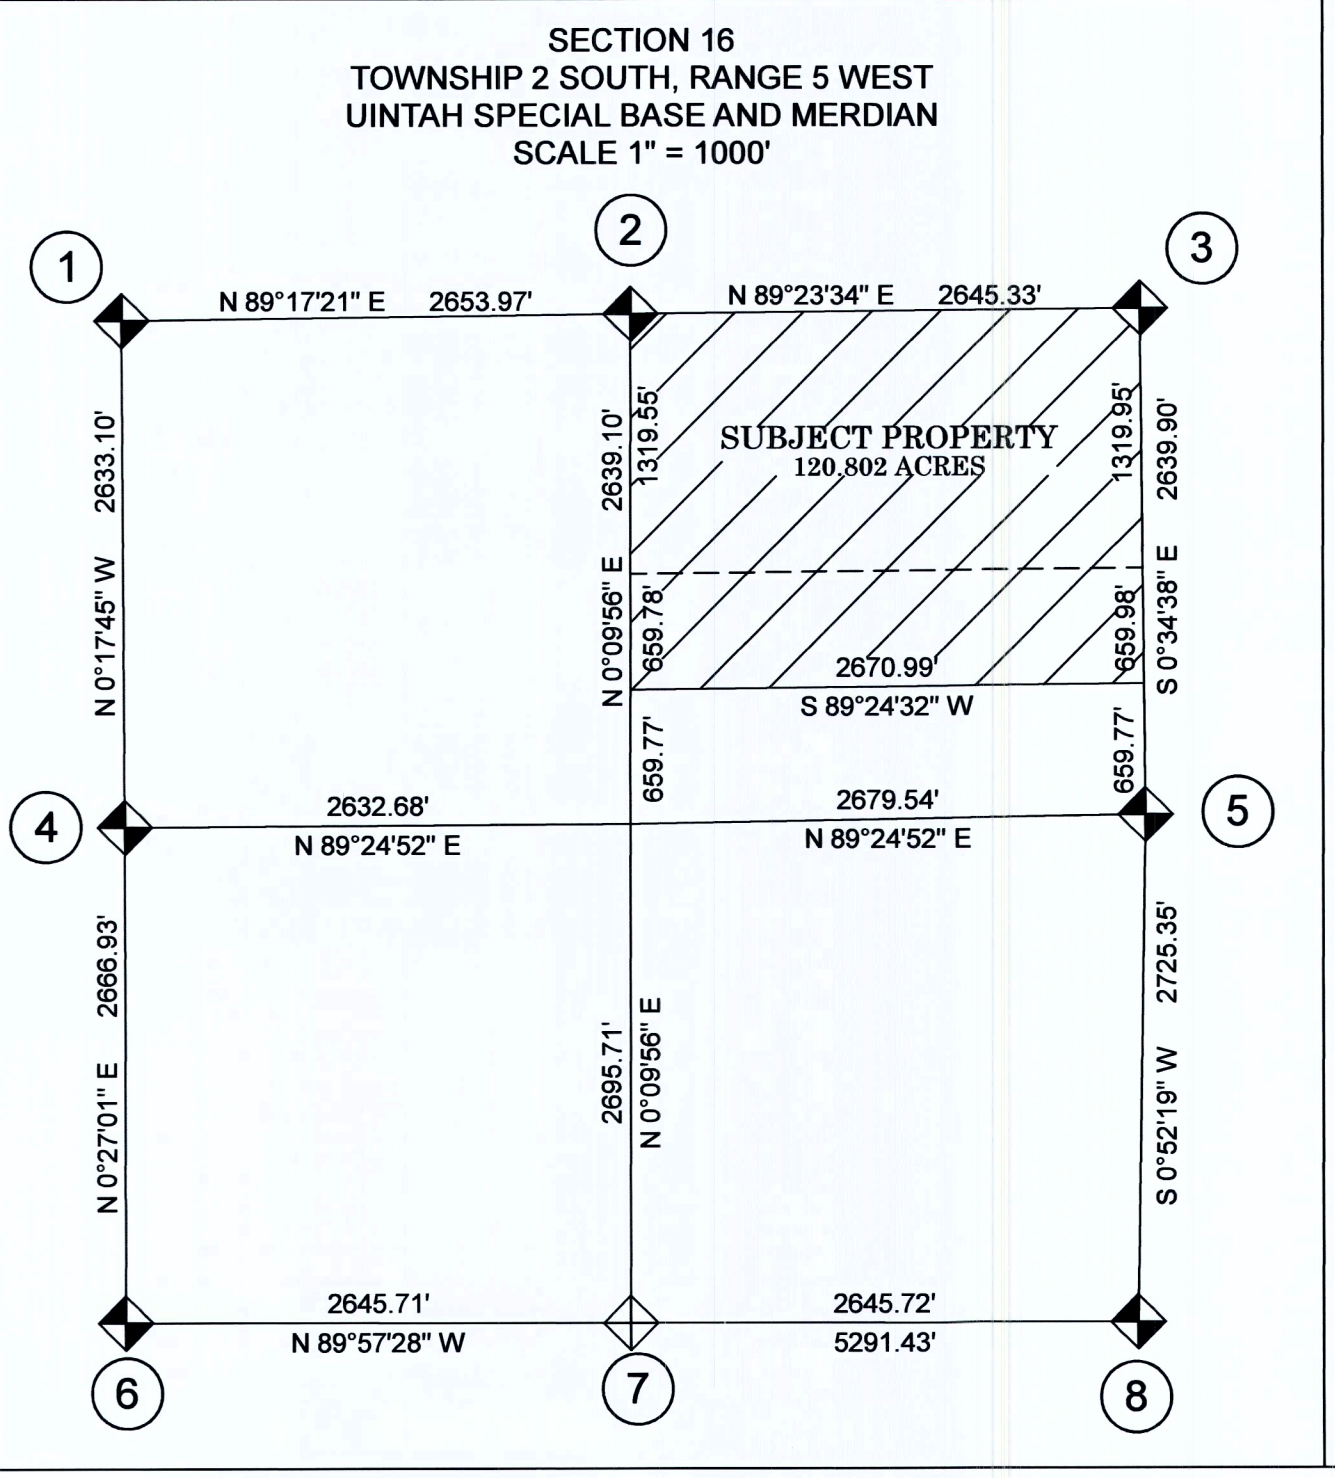 SECTION 16
TOWNSHIP 2 SOUTH, RANGE 5 WEST
UINTAH SPECIAL BASE AND MERDIAN
SCALE 1" = 1000'
1
2
3
N 89°17'21" E 2653.97'
N 89°23'34" E 2645.33'
N 0°17'45" W 2633.10'
N 0°09'56" E 2639.10'
1319.55'
SUBJECT PROPERTY
120.802 ACRES
1319.95'
S 0°34'38" E 2639.90'
659.78'
659.98'
2670.99'
S 89°24'32" W
659.77'
659.77'
4
2632.68'
N 89°24'52" E
2679.54'
N 89°24'52" E
5
N 0°27'01" E 2666.93'
2695.71'
N 0°09'56" E
S 0°52'19" W 2725.35'
2645.71'
N 89°57'28" W
2645.72'
5291.43'
6
7
8